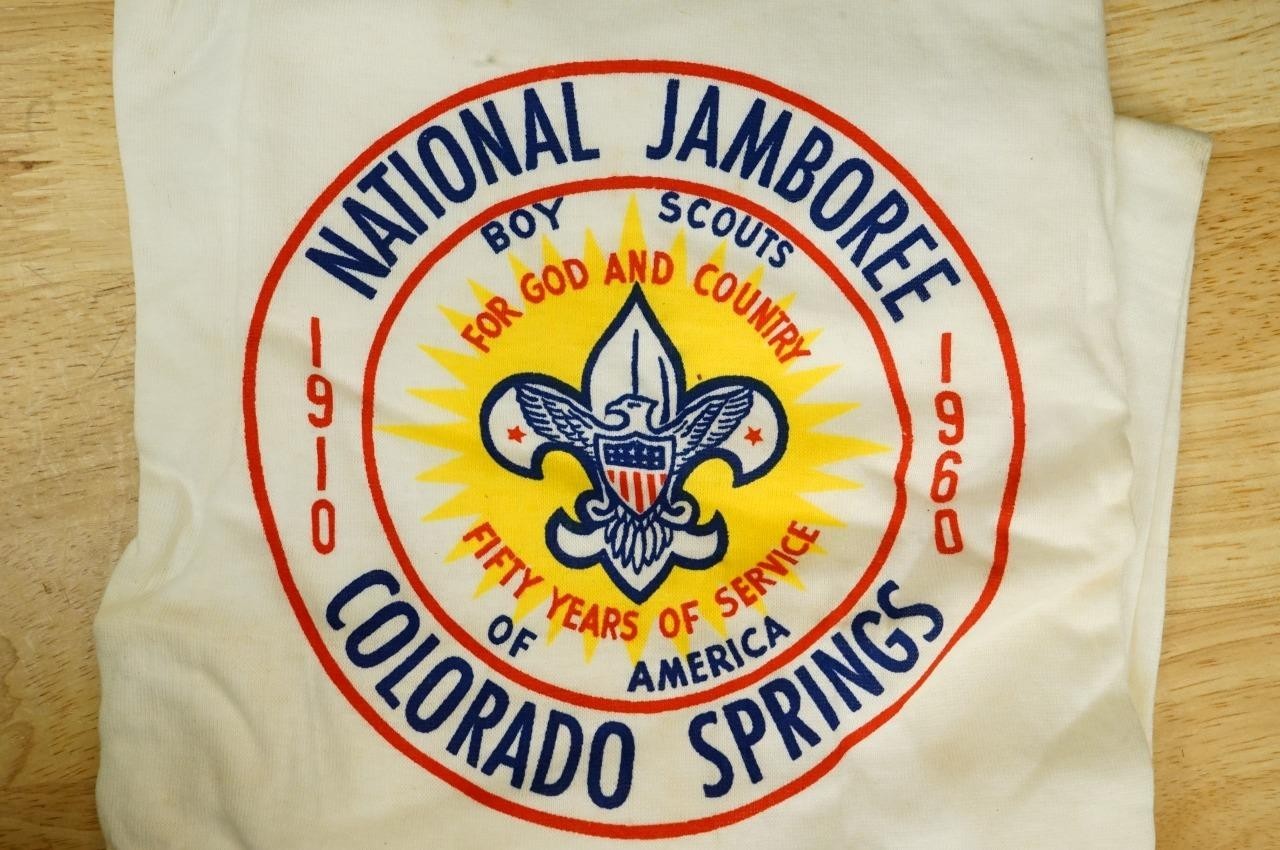 NATIONAL JAMBOREE
BOY SCOUTS
FOR GOD AND COUNTRY
1910
1960
FIFTY YEARS OF SERVICE
OF AMERICA
COLORADO SPRINGS